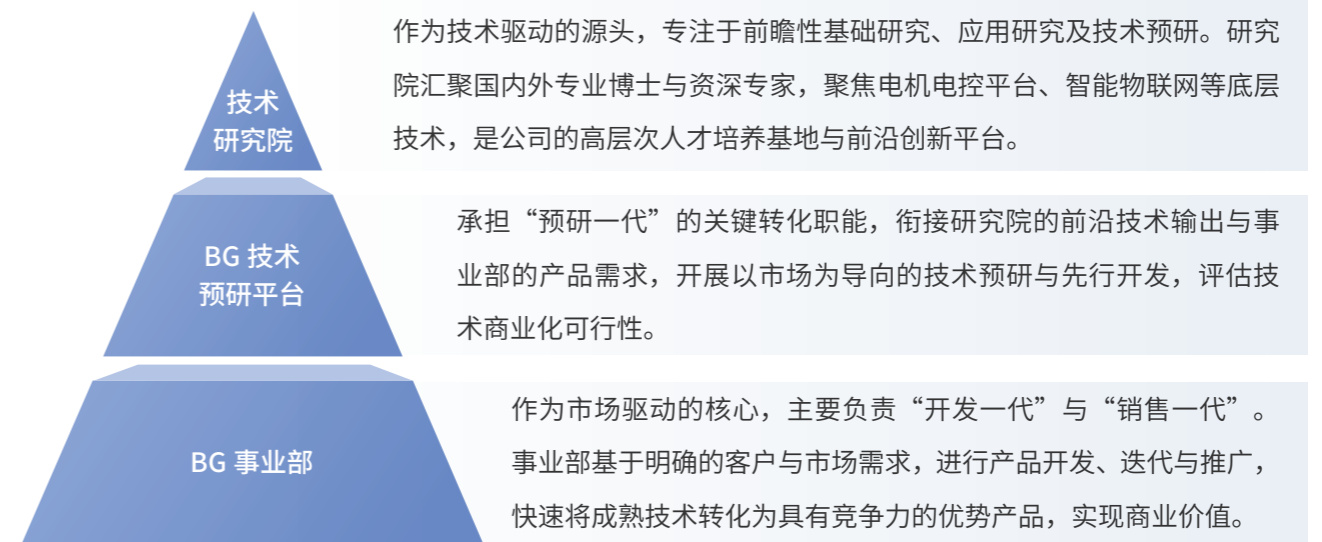 技术
研究院
作为技术驱动的源头，专注于前瞻性基础研究、应用研究及技术预研。研究
院汇聚国内外专业博士与资深专家，聚焦电机电控平台、智能物联网等底层
技术，是公司的高层次人才培养基地与前沿创新平台。
BG 技术
预研平台
承担“预研一代”的关键转化职能，衔接研究院的前沿技术输出与事
业部的产品需求，开展以市场为导向的技术预研与先行开发，评估技
术商业化可行性。
BG 事业部
作为市场驱动的核心，主要负责“开发一代”与“销售一代”。
事业部基于明确的客户与市场需求，进行产品开发、迭代与推广，
快速将成熟技术转化为具有竞争力的优势产品，实现商业价值。